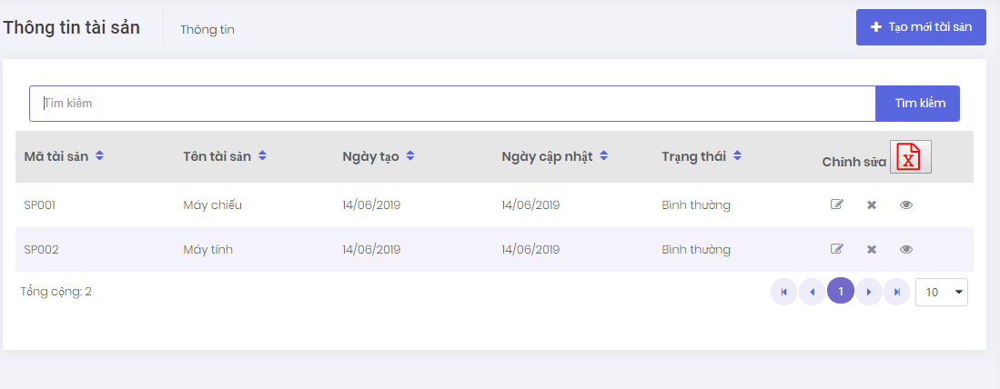 Thông tin tài sản
Thông tin
Tạo mới tài sản
Tìm kiếm
Tìm kiếm
Mã tài sản Tên tài sản Ngày tạo Ngày cập nhật Trạng thái Chỉnh sửa X
SP001 Máy chiếu 14/06/2019 14/06/2019 Bình thường
SP002 Máy tính 14/06/2019 14/06/2019 Bình thường
Tổng cộng: 2
1
10